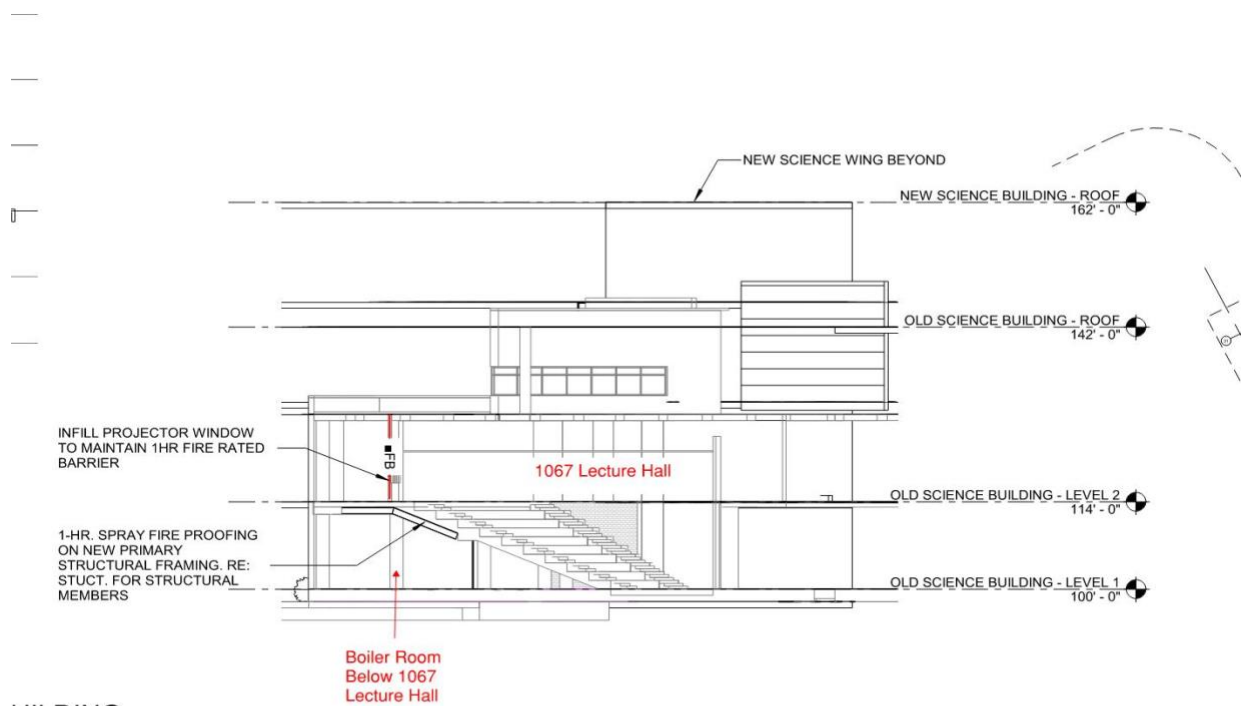 NEW SCIENCE WING BEYOND
NEW SCIENCE BUILDING - ROOF
162' - 0"
OLD SCIENCE BUILDING - ROOF
142' - 0"
INFILL PROJECTOR WINDOW
TO MAINTAIN 1HR FIRE RATED
BARRIER
FB
1067 Lecture Hall
OLD SCIENCE BUILDING - LEVEL 2
114' - 0"
1-HR. SPRAY FIRE PROOFING
ON NEW PRIMARY
STRUCTURAL FRAMING. RE:
STUCT. FOR STRUCTURAL
MEMBERS
OLD SCIENCE BUILDING - LEVEL 1
100' - 0"
Boiler Room
Below 1067
Lecture Hall